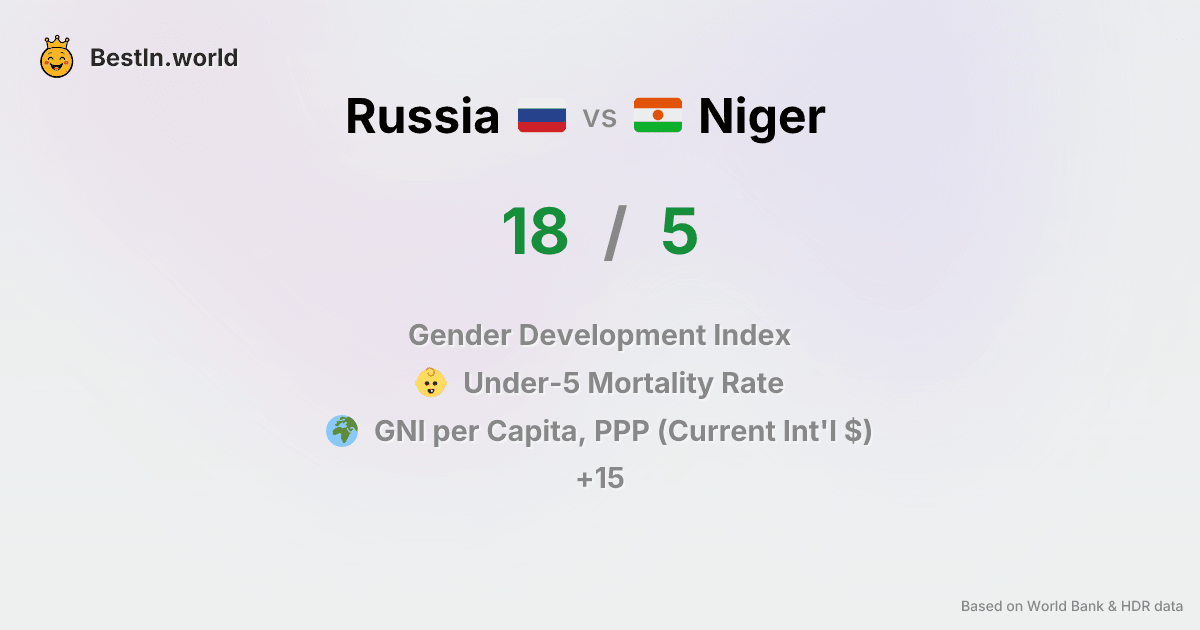 BestIn.world
Russia vs Niger
18 / 5
Gender Development Index
Under-5 Mortality Rate
GNI per Capita, PPP (Current Int'l $)
+15
Based on World Bank & HDR data